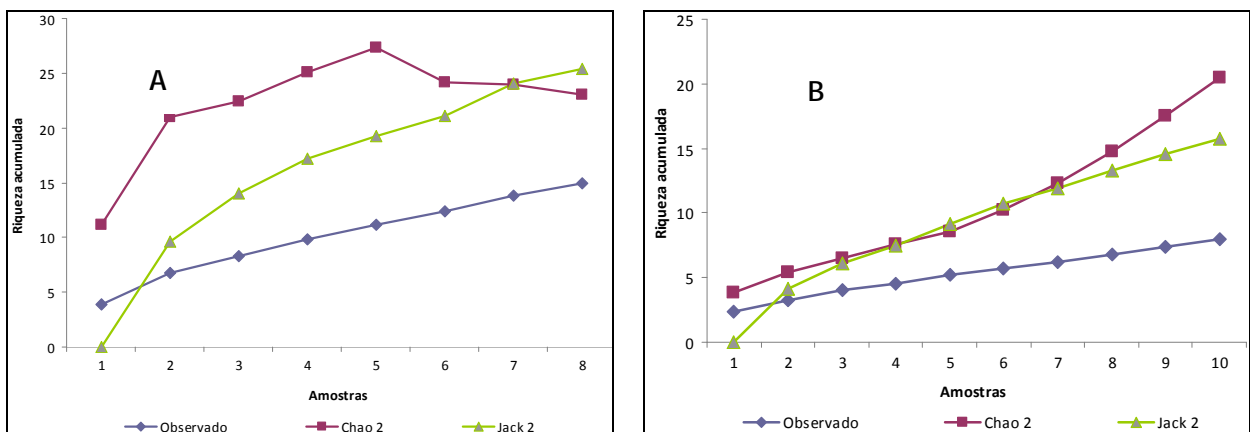 A
Riqueza acumulada
30
25
20
15
10
5
0
1 2 3 4 5 6 7 8
Amostras
Observado Chao 2 Jack 2
B
Riqueza acumulada
25
20
15
10
5
0
1 2 3 4 5 6 7 8 9 10
Amostras
Observado Chao 2 Jack 2